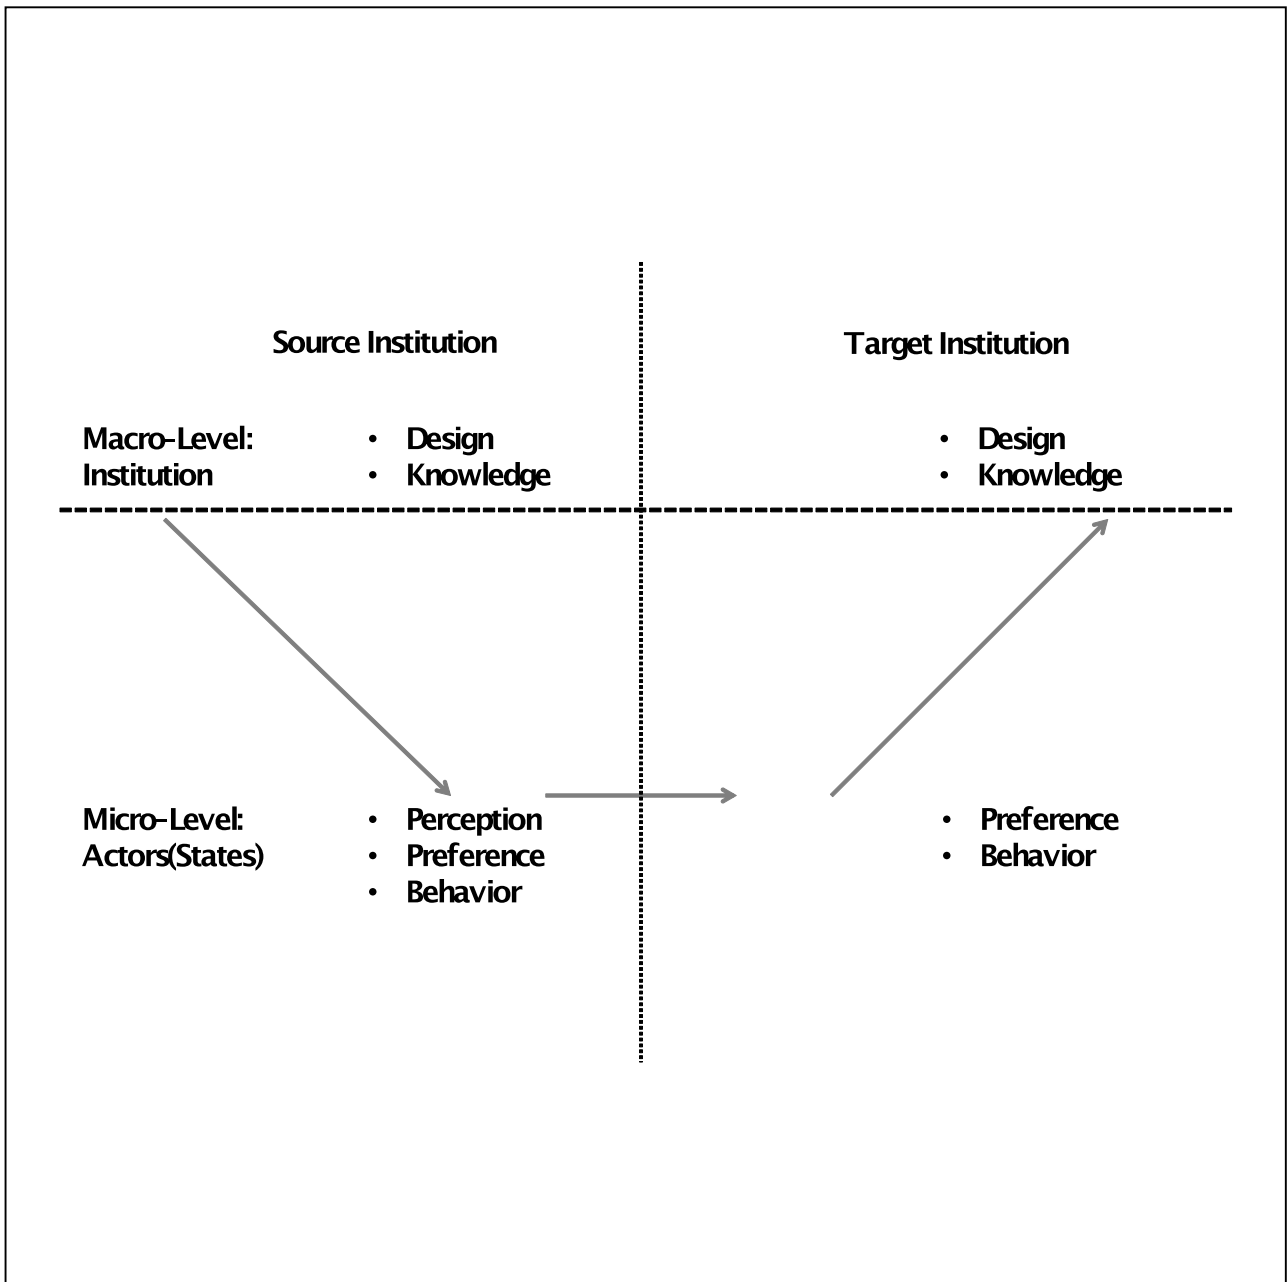 Source Institution
Target Institution
Macro-Level:
Institution
• Design
• Knowledge
• Design
• Knowledge
Micro-Level:
Actors(States)
• Perception
• Preference
• Behavior
• Preference
• Behavior